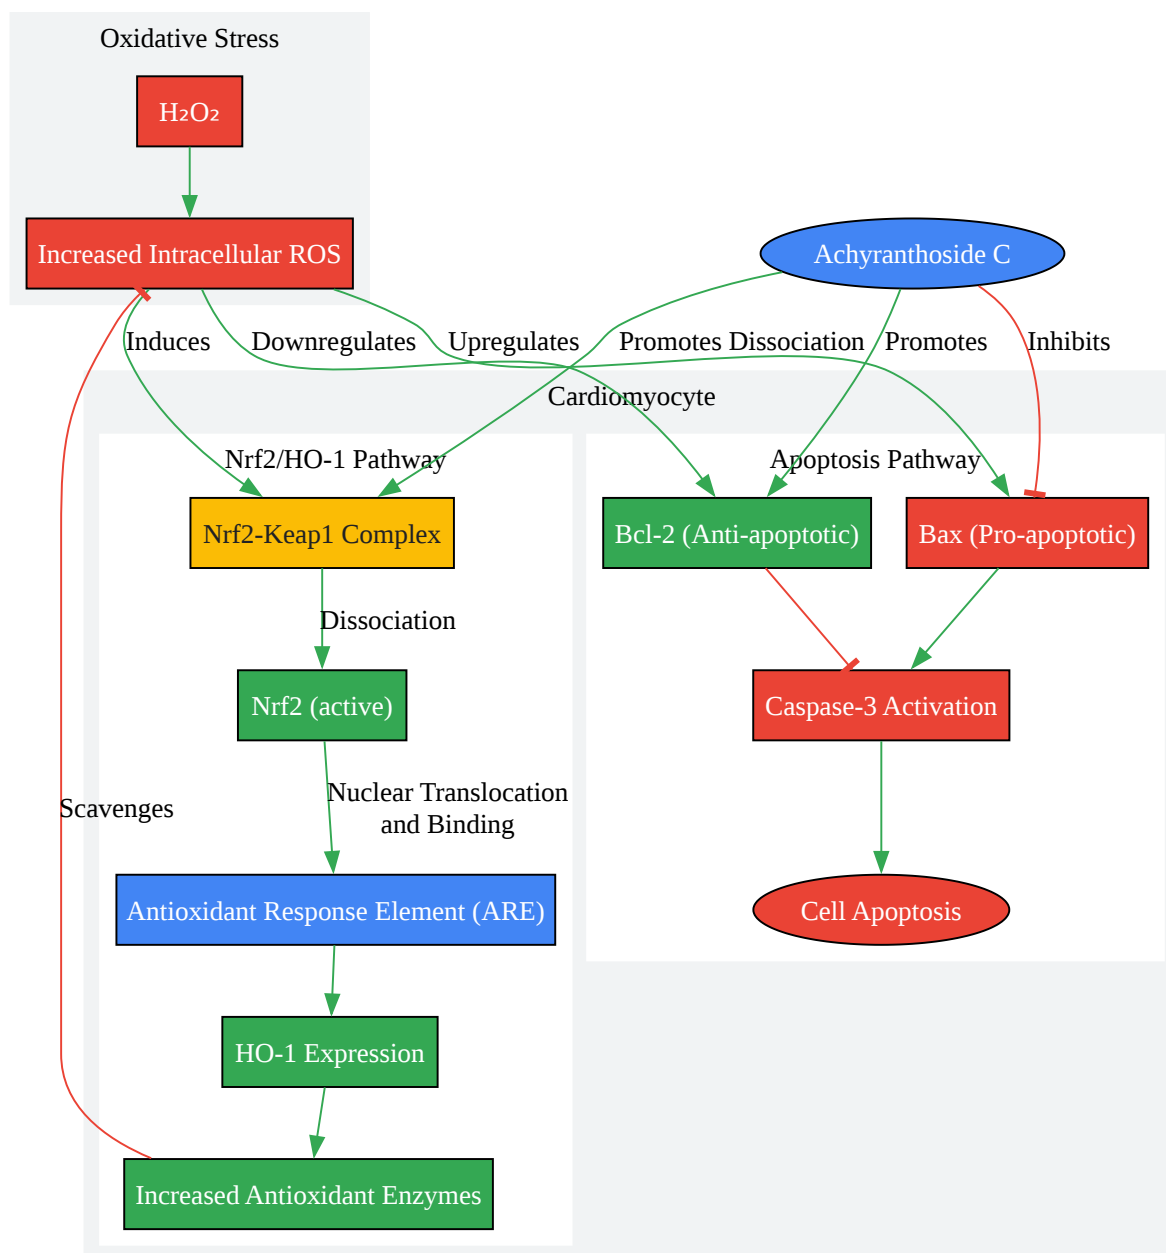 Oxidative Stress
H₂O₂
Increased Intracellular ROS
Achyranthoside C
Induces
Downregulates
Upregulates
Promotes Dissociation
Promotes
Inhibits
Cardiomyocyte
Nrf2/HO-1 Pathway
Apoptosis Pathway
Nrf2-Keap1 Complex
Bcl-2 (Anti-apoptotic)
Bax (Pro-apoptotic)
Dissociation
Nrf2 (active)
Caspase-3 Activation
Nuclear Translocation
and Binding
Scavenges
Antioxidant Response Element (ARE)
Cell Apoptosis
HO-1 Expression
Increased Antioxidant Enzymes